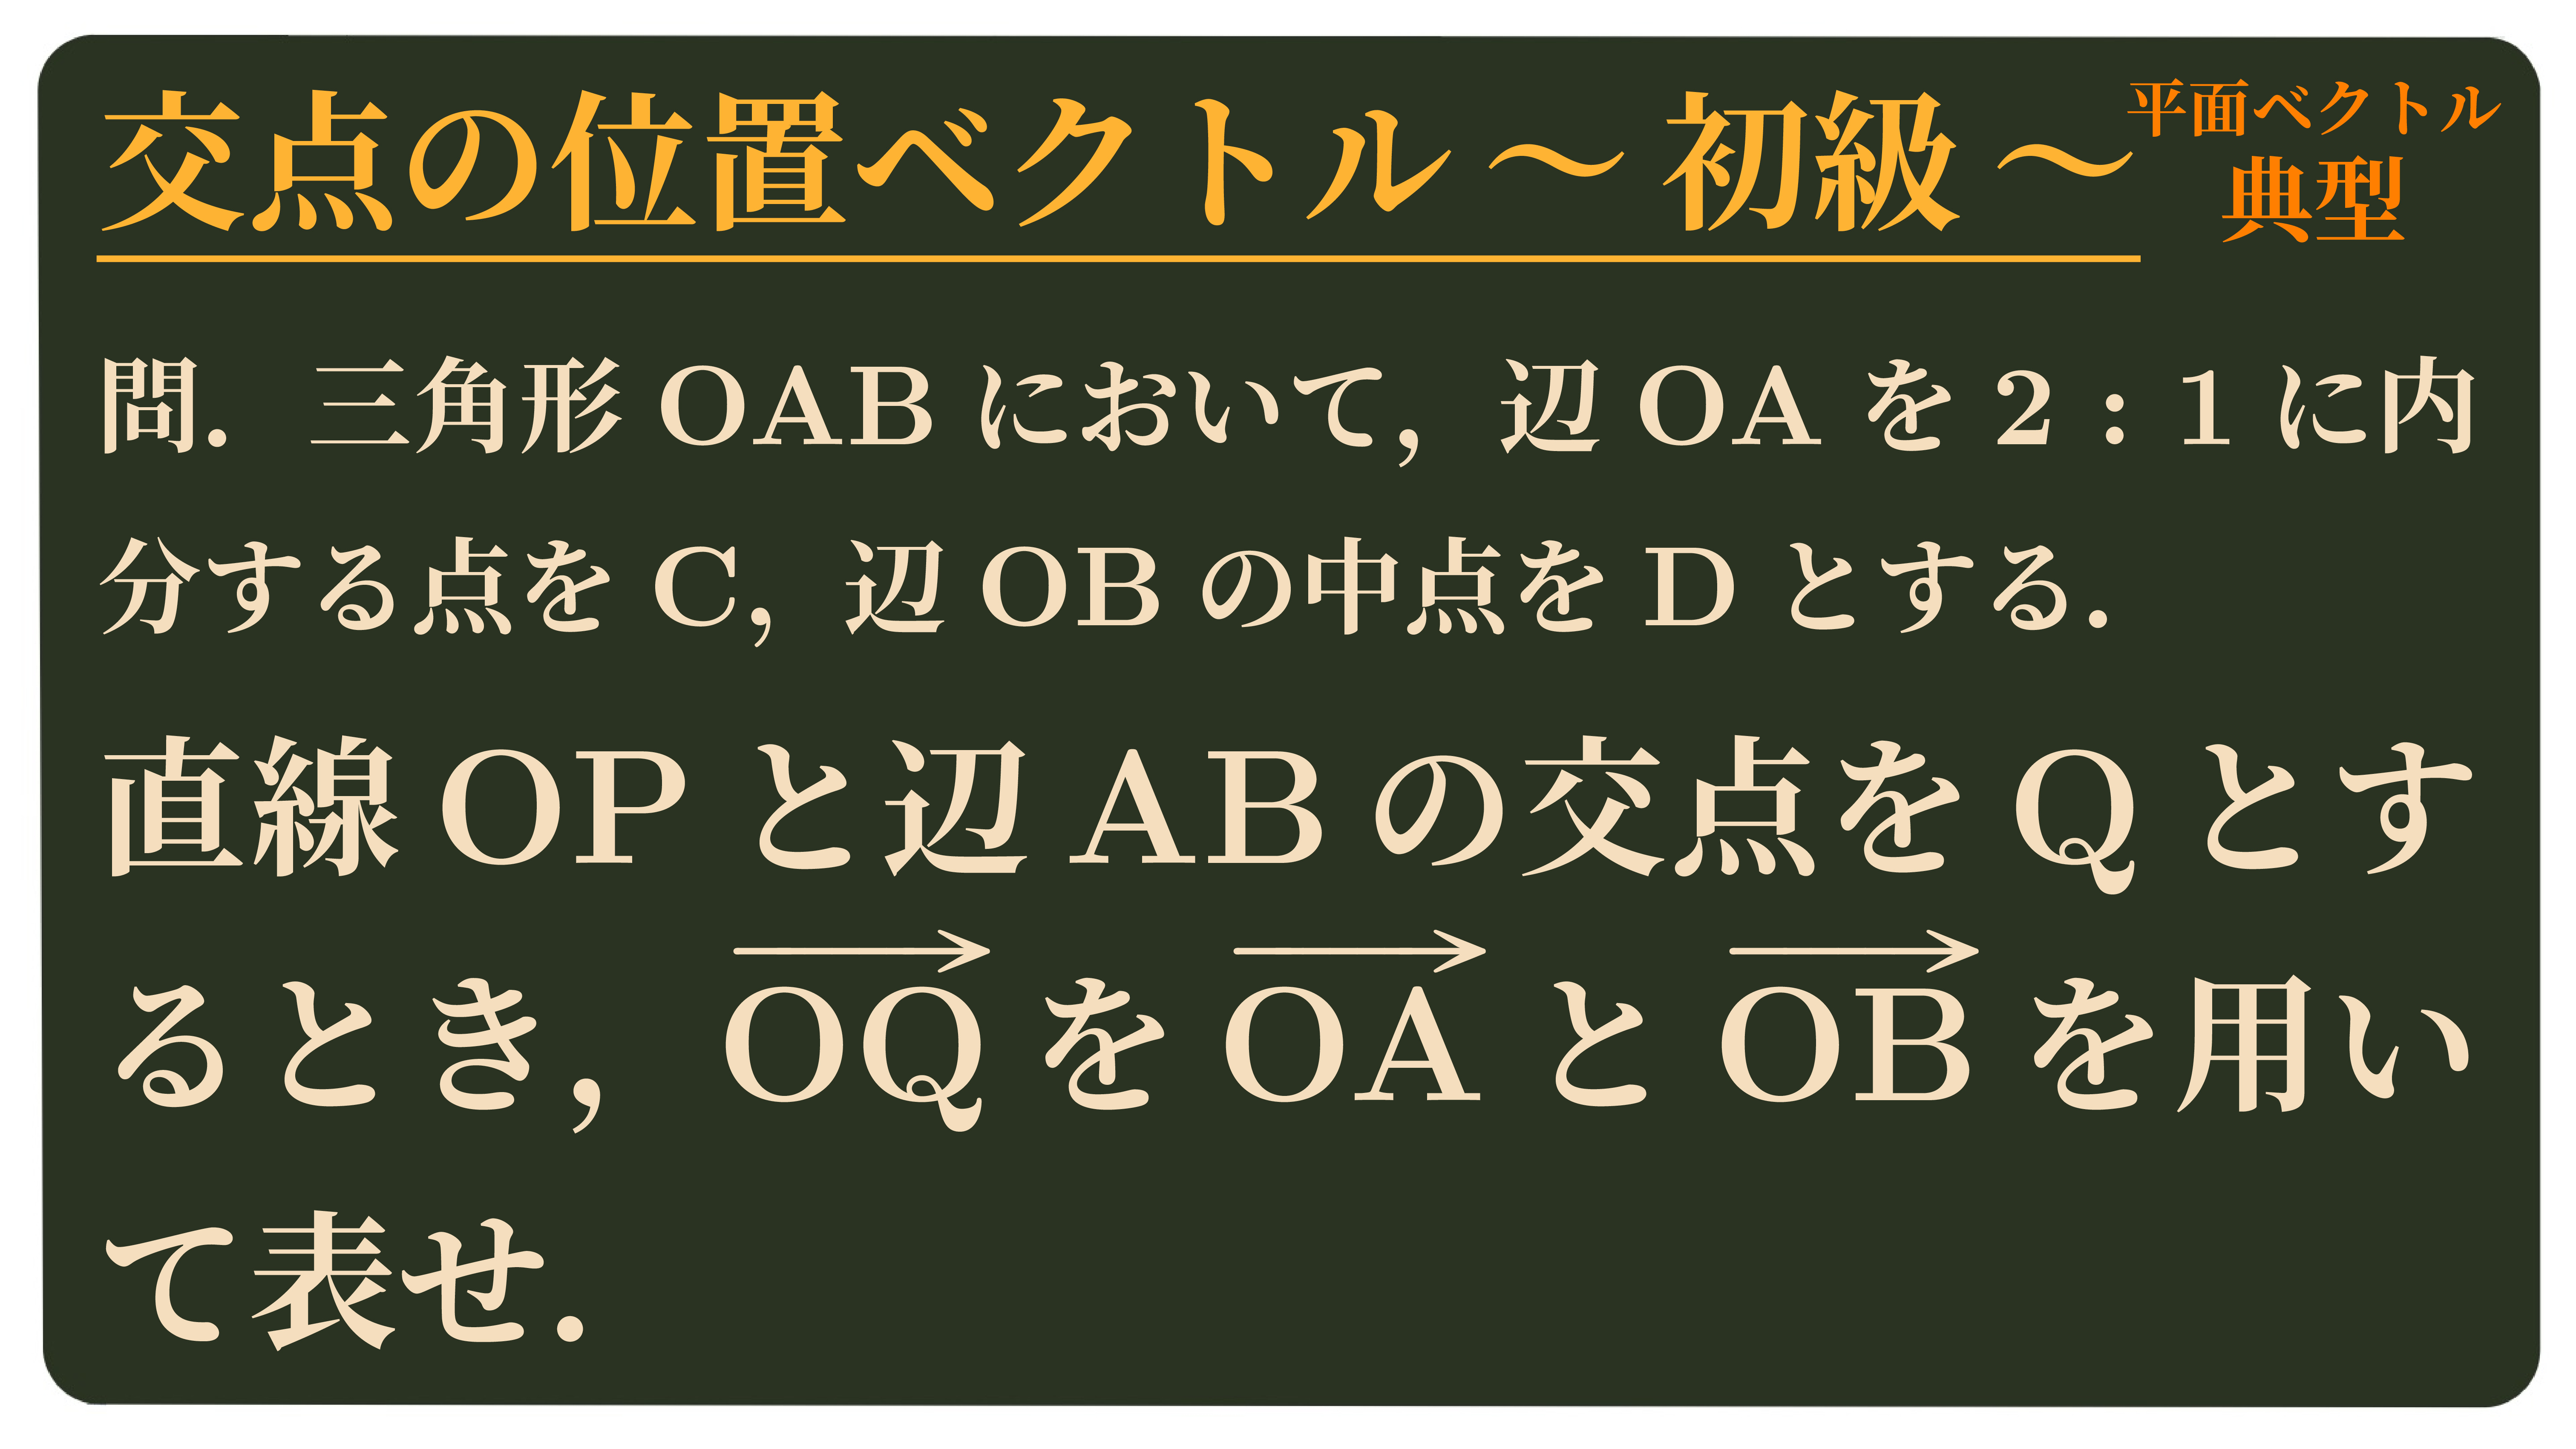 交点の位置ベクトル ～ 初級 ～
平面ベクトル
典型
問. 三角形 OAB において, 辺 OA を 2 : 1 に内
分する点を C, 辺 OB の中点を D とする.
直線 OP と辺 AB の交点を Q とす
るとき, \overrightarrow{OQ} を \overrightarrow{OA} と \overrightarrow{OB} を用い
て表せ.